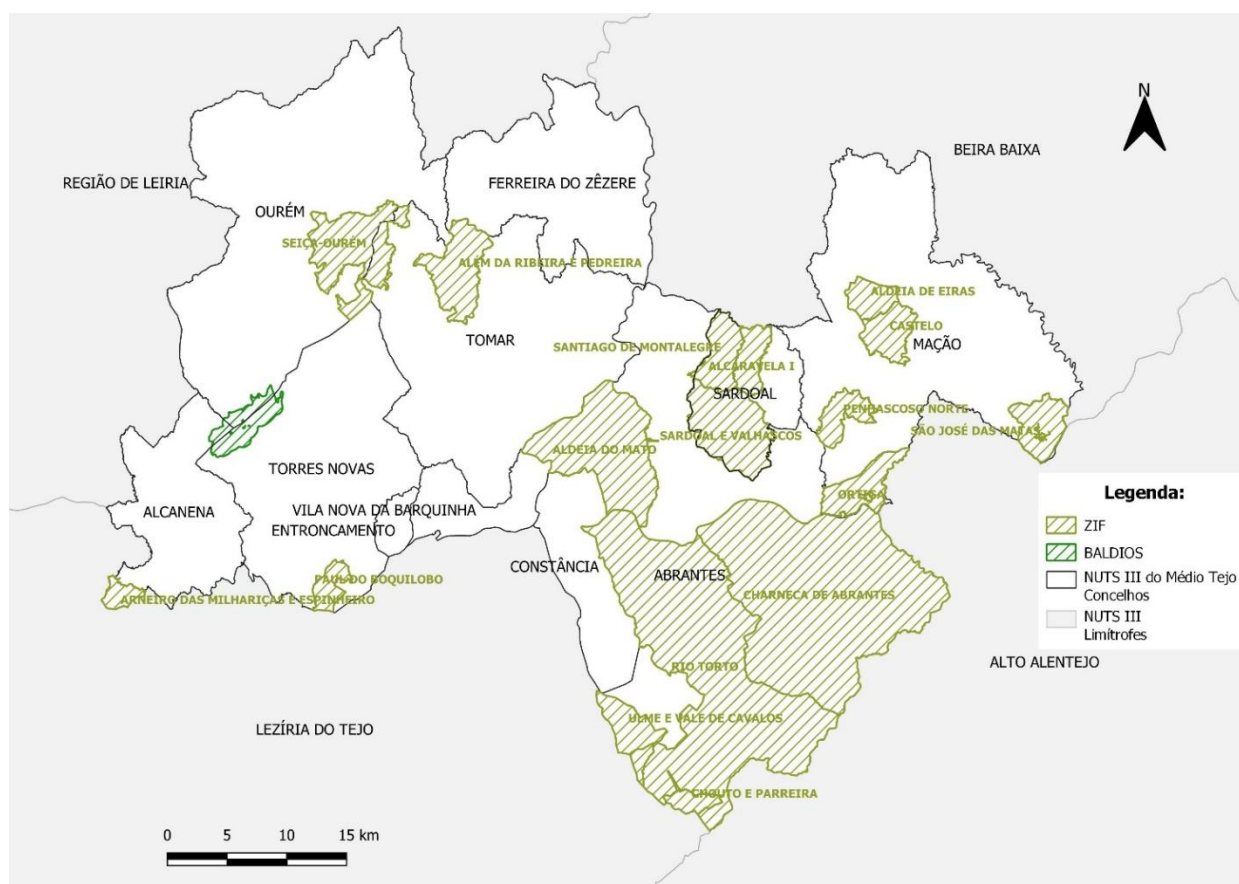 N
BEIRA BAIXA
REGIÃO DE LEIRIA
FERREIRA DO ZÊZERE
OURÉM
SEIÇA-OURÉM
ALÉM DA RIBEIRA E PEDREIRA
ALDEIA DE EIRAS
CASTELO
MAÇÃO
TOMAR
SANTIAGO DE MONTALEGRE
ALCARAVELA I
SARDOAL
PENHASCOSO NORTE
SÃO JOSÉ DAS MATAS
SARDOAL E VALHASCOS
ALDEIA DO MATO
TORRES NOVAS
ORTIGA
ALCANENA
VILA NOVA DA BARQUINHA
ENTRONCAMENTO
CONSTÂNCIA
ABRANTES
PAUL DO BOQUILOBO
ARNEIRO DAS MILHARIÇAS E ESPINHEIRO
CHARNECA DE ABRANTES
RIO TORTO
ALTO ALENTEJO
ULME E VALE DE CAVALOS
LEZÍRIA DO TEJO
CHOUTO E PARREIRA
Legenda:
ZIF
BALDIOS
NUTS III do Médio Tejo
Concelhos
NUTS III
Limítrofes
0 5 10 15 km